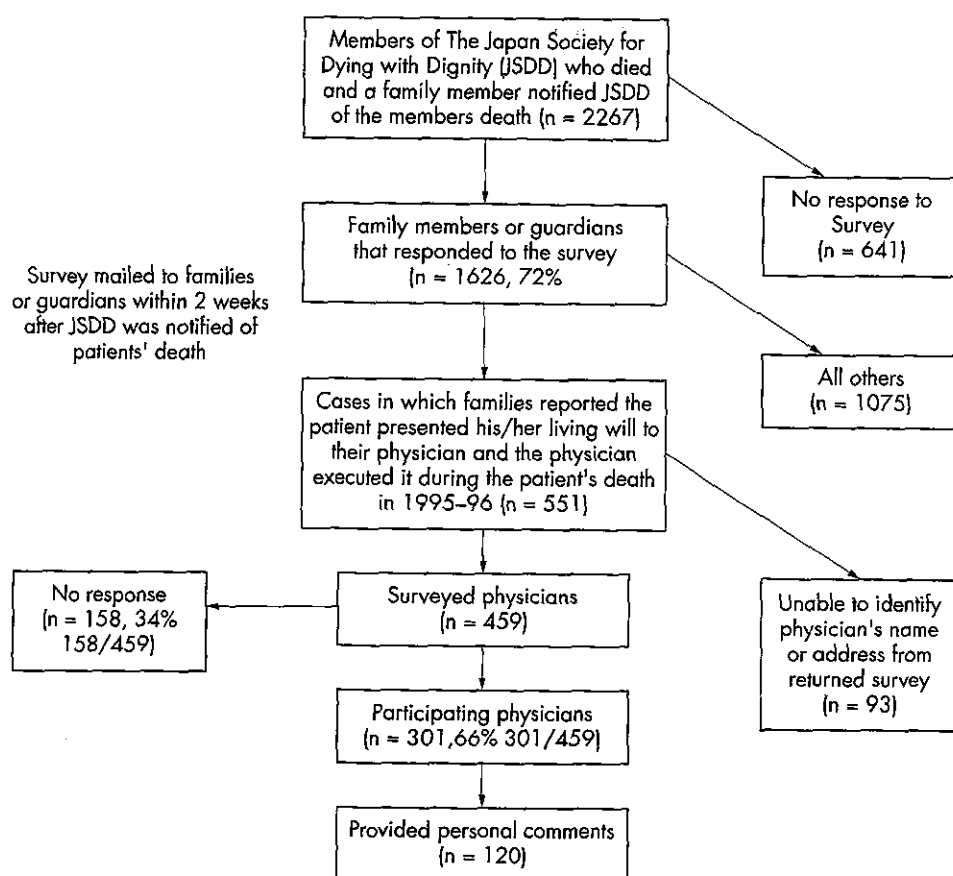 Members of The Japan Society for
Dying with Dignity (JSDD) who died
and a family member notified JSDD
of the members death (n = 2267)
No response to
Survey
(n = 641)
Family members or guardians
that responded to the survey
(n = 1626, 72%
Survey mailed to families
or guardians within 2 weeks
after JSDD was notified of
patients' death
All others
(n = 1075)
Cases in which families reported the
patient presented his/her living will to
their physician and the physician
executed it during the patient's death
in 1995–96 (n = 551)
No response
(n = 158, 34%
158/459)
Surveyed physicians
(n = 459)
Unable to identify
physician's name
or address from
returned survey
(n = 93)
Participating physicians
(n = 301,66% 301/459)
Provided personal comments
(n = 120)